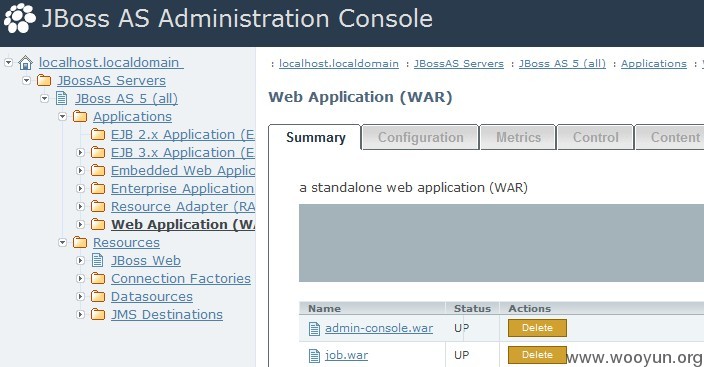 JBoss AS Administration Console
localhost.localdomain
JBossAS Servers
JBoss AS 5 (all)
Applications
EJB 2.x Application (E
EJB 3.x Application (E
Embedded Web Applic
Enterprise Application
Resource Adapter (RA
Web Application (WA
Resources
JBoss Web
Connection Factories
Datasources
JMS Destinations
: localhost.localdomain : JBossAS Servers : JBoss AS 5 (all) : Applications :
Web Application (WAR)
Summary Configuration Metrics Control Content
a standalone web application (WAR)
Name Status Actions
admin-console.war UP Delete
job.war UP Delete
www.wooyun.org